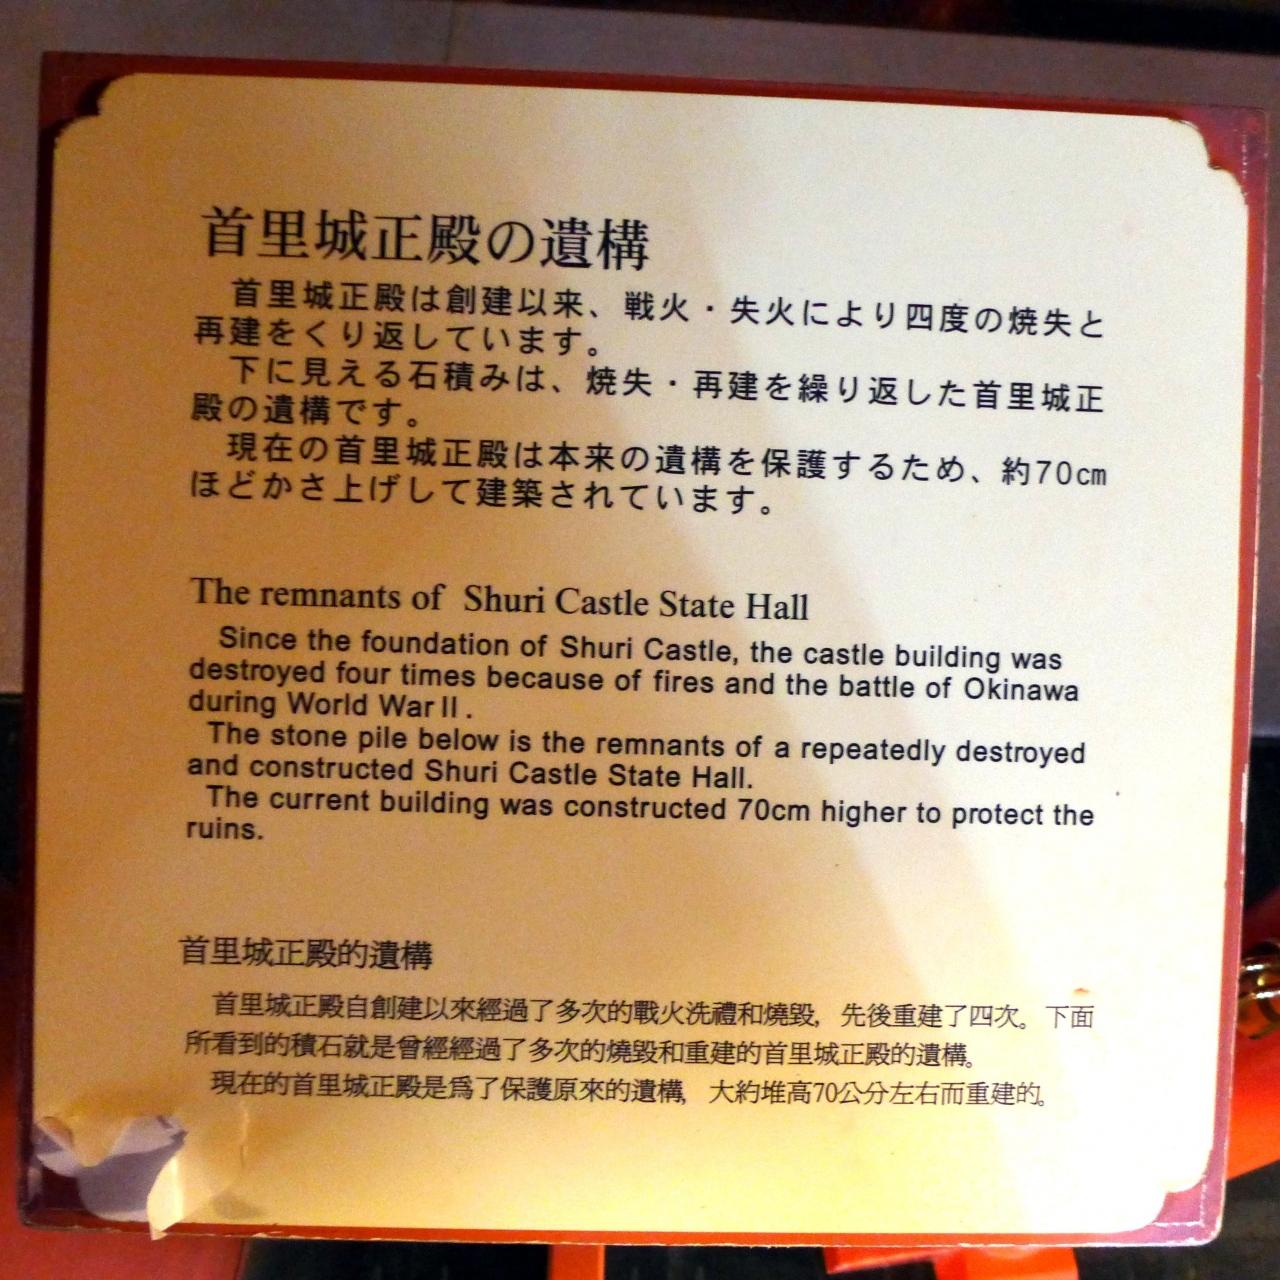 首里城正殿の遺構
首里城正殿は創建以来、戦火・失火により四度の焼失と
再建をくり返しています。
下に見える石積みは、焼失・再建を繰り返した首里城正
殿の遺構です。
現在の首里城正殿は本来の遺構を保護するため、約70cm
ほどかさ上げして建築されています。
The remnants of Shuri Castle State Hall
Since the foundation of Shuri Castle, the castle building was
destroyed four times because of fires and the battle of Okinawa
during World War II.
The stone pile below is the remnants of a repeatedly destroyed
and constructed Shuri Castle State Hall.
The current building was constructed 70cm higher to protect the
ruins.
首里城正殿的遺構
首里城正殿自創建以來經過了多次的戰火洗禮和燒毀,先後重建了四次。下面
所看到的積石就是曾經經過了多次的燒毀和重建的首里城正殿的遺構。
現在的首里城正殿是爲了保護原來的遺構,大約堆高70公分左右而重建的。